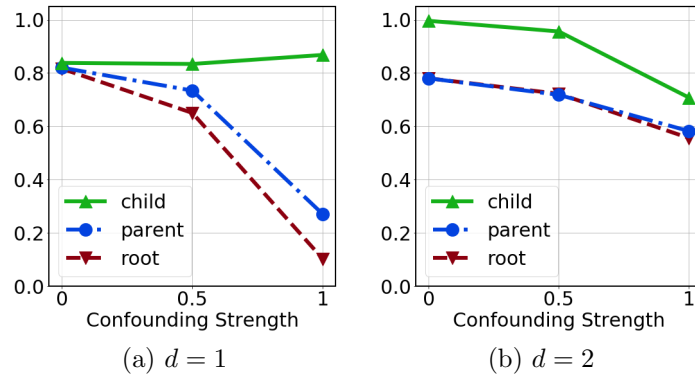 1.0
0.8
0.6
0.4
0.2
0.0
child
parent
root
0 0.5 1
Confounding Strength
(a) d = 1
1.0
0.8
0.6
0.4
0.2
0.0
child
parent
root
0 0.5 1
Confounding Strength
(b) d = 2